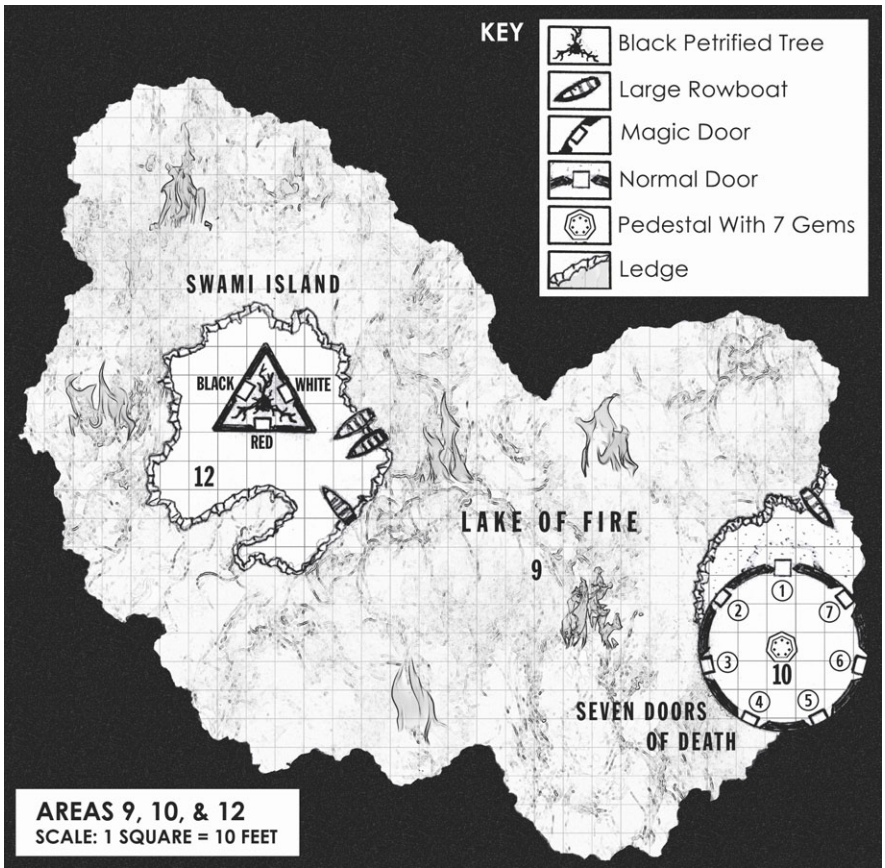 KEY
Black Petrified Tree
Large Rowboat
Magic Door
Normal Door
Pedestal With 7 Gems
Ledge
SWAMI ISLAND
BLACK
WHITE
RED
12
LAKE OF FIRE
9
1
2
7
3
6
10
4
5
SEVEN DOORS
OF DEATH
AREAS 9, 10, & 12
SCALE: 1 SQUARE = 10 FEET